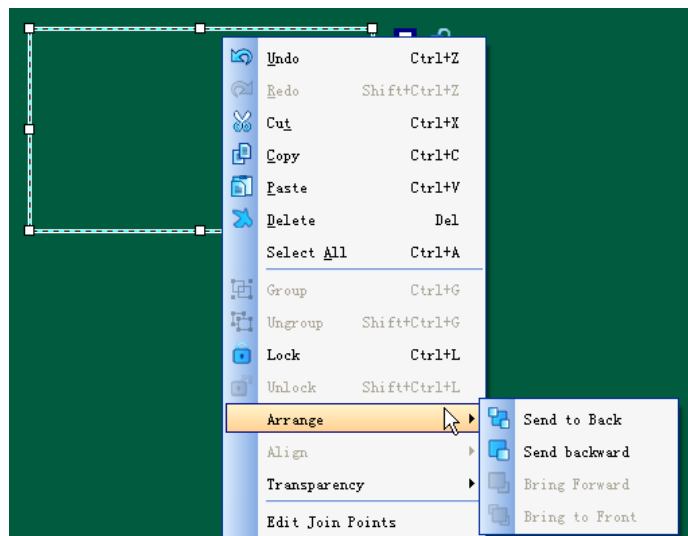 Undo Ctrl+Z
Redo Shift+Ctrl+Z
Cut Ctrl+X
Copy Ctrl+C
Paste Ctrl+V
Delete Del
Select All Ctrl+A
Group Ctrl+G
Ungroup Shift+Ctrl+G
Lock Ctrl+L
Unlock Shift+Ctrl+L
Arrange
Send to Back
Align
Send backward
Transparency
Bring Forward
Edit Join Points
Bring to Front